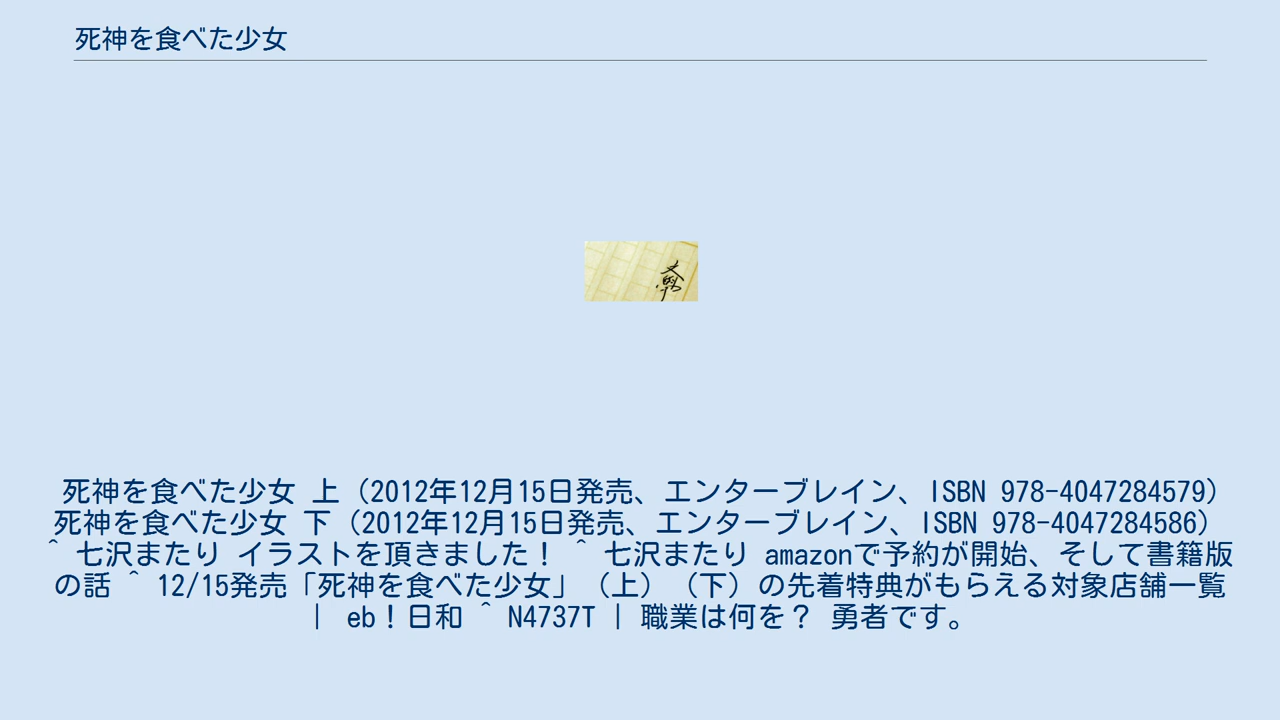 死神を食べた少女
死神を食べた少女 上（2012年12月15日発売、エンターブレイン、ISBN 978-4047284579）
死神を食べた少女 下（2012年12月15日発売、エンターブレイン、ISBN 978-4047284586）
^ 七沢またり イラストを頂きました！ ^ 七沢またり amazonで予約が開始、そして書籍版
の話 ^ 12/15発売「死神を食べた少女」（上）（下）の先着特典がもらえる対象店舗一覧
| eb！日和 ^ N4737T | 職業は何を？ 勇者です。